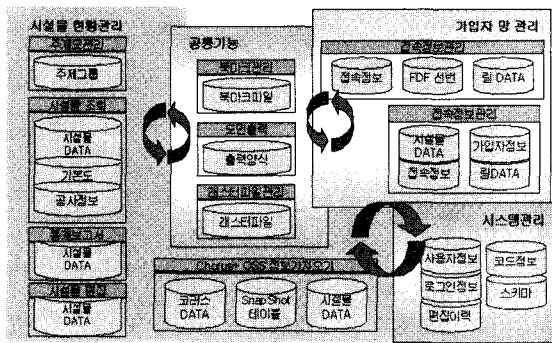 시설물 현황관리
주제도관리
주제그룹
시설물 조회
시설물
DATA
기본도
공사정보
통계보고서
시설물
DATA
시설물 편집
시설물
DATA
공통기능
북마크관리
북마크파일
도면출력
출력양식
래스터파일관리
래스터파일
가입자 망 관리
접속정보관리
접속정보
FDF 선번
링 DATA
접속정보관리
시설물
DATA
접속정보
가입자정보
링DATA
OSS
코러스
DATA
SnapShot
테이블
시설물
DATA
시스템관리
사용자정보
로그인정보
편집이력
코드정보
스키마